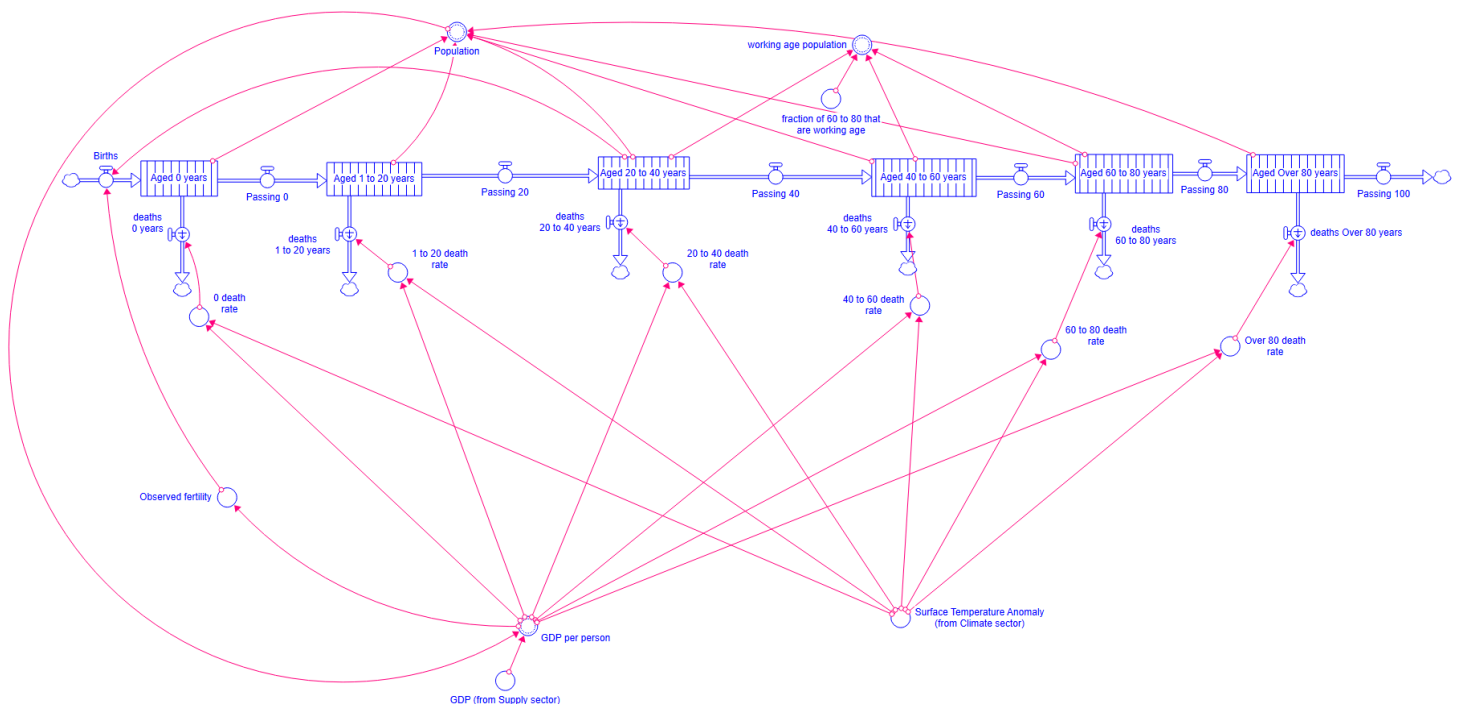 Population
working age population
fraction of 60 to 80 that
are working age
Births
Aged 0 years
Passing 0
Aged 1 to 20 years
Passing 20
Aged 20 to 40 years
Passing 40
Aged 40 to 60 years
Passing 60
Aged 60 to 80 years
Passing 80
Aged Over 80 years
Passing 100
deaths
0 years
deaths
1 to 20 years
1 to 20 death
rate
deaths
20 to 40 years
20 to 40 death
rate
deaths
40 to 60 years
deaths
60 to 80 years
deaths Over 80 years
0 death
rate
40 to 60 death
rate
60 to 80 death
rate
Over 80 death
rate
Observed fertility
GDP per person
Surface Temperature Anomaly
(from Climate sector)
GDP (from Supply sector)